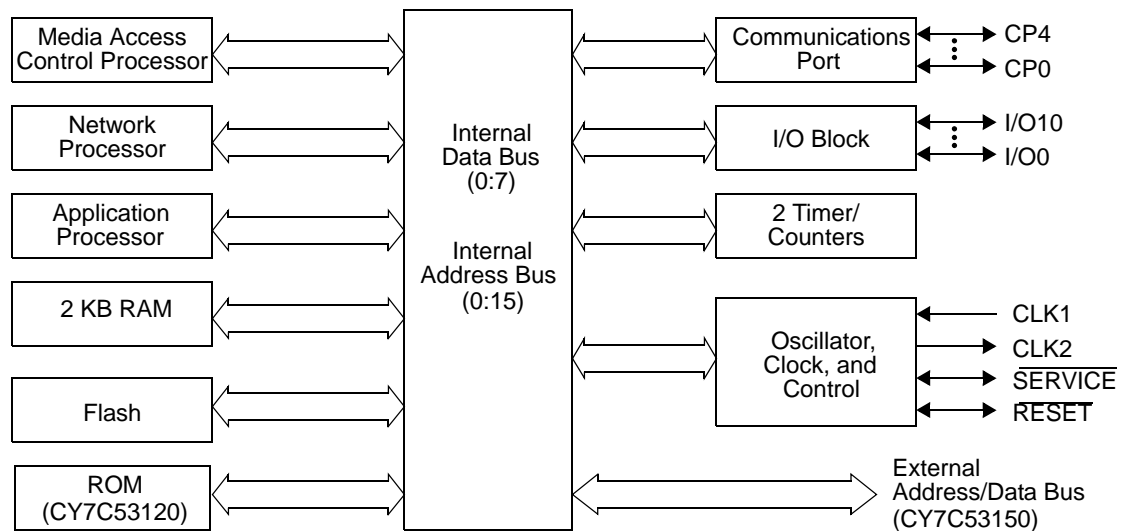 Media Access
Control Processor
Network
Processor
Application
Processor
2 KB RAM
Flash
ROM
(CY7C53120)
Internal
Data Bus
(0:7)
Internal
Address Bus
(0:15)
Communications
Port
CP4
CP0
I/O Block
I/O10
I/O0
2 Timer/
Counters
Oscillator,
Clock, and
Control
CLK1
CLK2
SERVICE
RESET
External
Address/Data Bus
(CY7C53150)